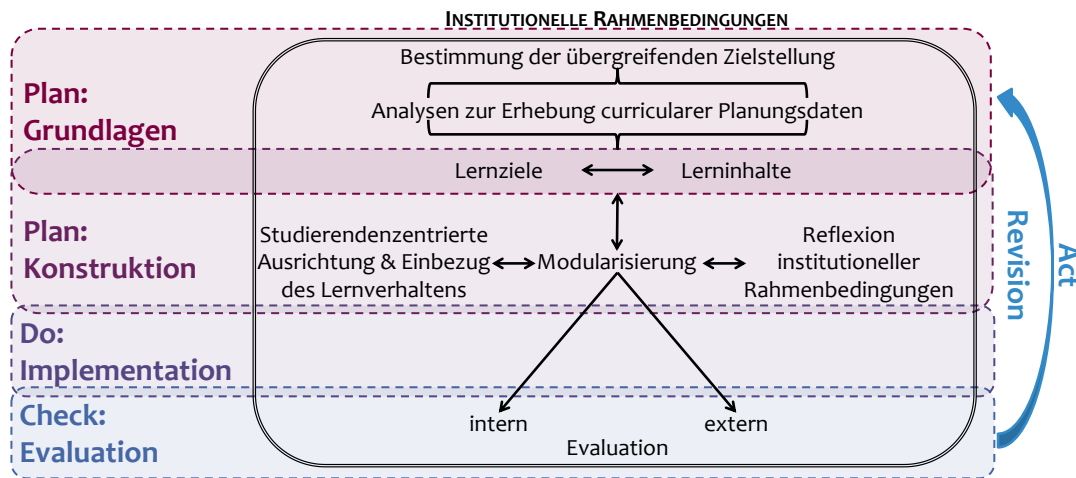 INSTITUTIONELLE RAHMENBEDINGUNGEN
Bestimmung der übergreifenden Zielstellung
Plan:
Grundlagen
Analysen zur Erhebung curricularer Planungsdaten
Lernziele
Lerninhalte
Plan:
Konstruktion
Studierendenzentrierte
Ausrichtung & Einbezug
des Lernverhaltens
Modularisierung
Reflexion
institutioneller
Rahmenbedingungen
Act
Revision
Do:
Implementation
Check:
Evaluation
intern
extern
Evaluation